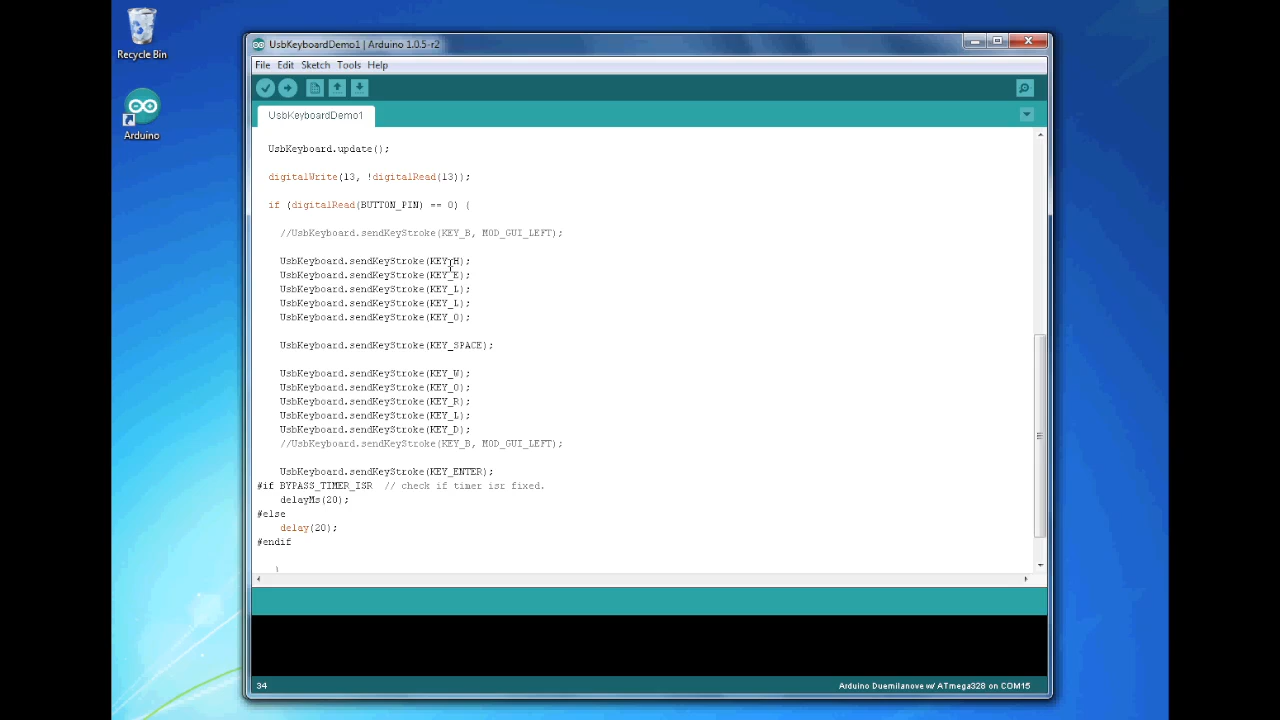 Recycle Bin
Arduino
UsbKeyboardDemo1 | Arduino 1.0.5-r2
File Edit Sketch Tools Help
UsbKeyboardDemo1
UsbKeyboard.update();
digitalWrite(13, !digitalRead(13));
if (digitalRead(BUTTON_PIN) == 0) {
//UsbKeyboard.sendKeyStroke(KEY_B, MOD_GUI_LEFT);
UsbKeyboard.sendKeyStroke(KEY_H);
UsbKeyboard.sendKeyStroke(KEY_E);
UsbKeyboard.sendKeyStroke(KEY_L);
UsbKeyboard.sendKeyStroke(KEY_L);
UsbKeyboard.sendKeyStroke(KEY_O);
UsbKeyboard.sendKeyStroke(KEY_SPACE);
UsbKeyboard.sendKeyStroke(KEY_W);
UsbKeyboard.sendKeyStroke(KEY_O);
UsbKeyboard.sendKeyStroke(KEY_R);
UsbKeyboard.sendKeyStroke(KEY_L);
UsbKeyboard.sendKeyStroke(KEY_D);
//UsbKeyboard.sendKeyStroke(KEY_B, MOD_GUI_LEFT);
UsbKeyboard.sendKeyStroke(KEY_ENTER);
#if BYPASS_TIMER_ISR // check if timer isr fixed.
delayMs(20);
#else
delay(20);
#endif
}
34
Arduino Duemilanove w/ ATmega328 on COM15